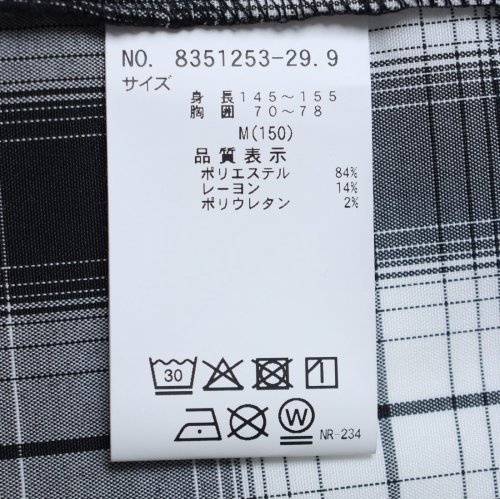 NO. 8351253-29.9
サイズ
身長 145～155
胸囲 70～78
M(150)
品質表示
ポリエステル 84%
レーヨン 14%
ポリウレタン 2%
30
1
W
NR-234